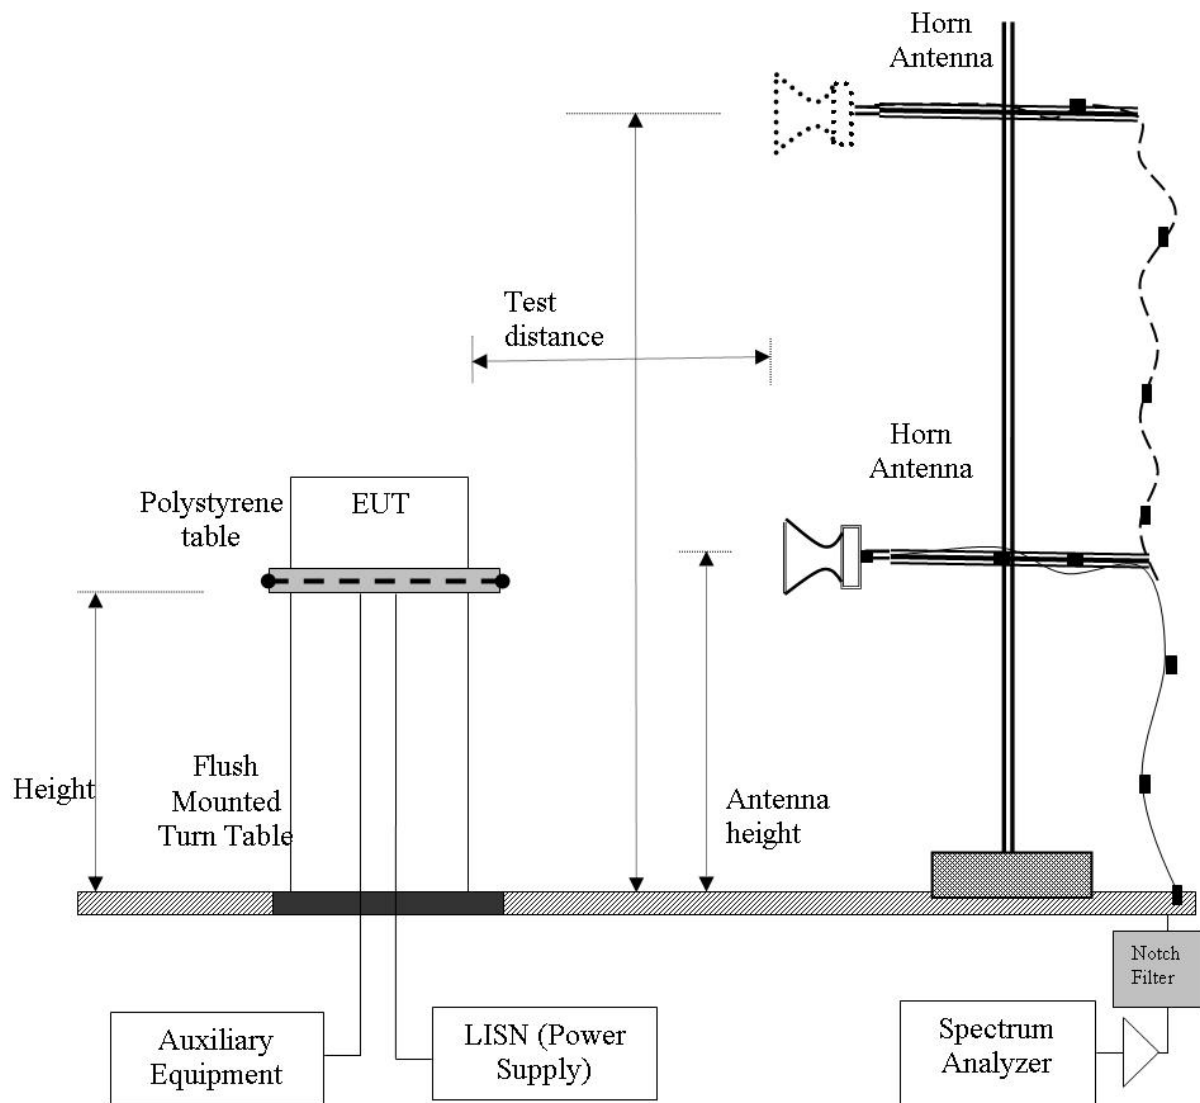 Horn
Antenna
Test
distance
Horn
Antenna
Polystyrene
table
EUT
Height
Flush
Mounted
Turn Table
Antenna
height
Notch
Filter
Auxiliary
Equipment
LISN (Power
Supply)
Spectrum
Analyzer